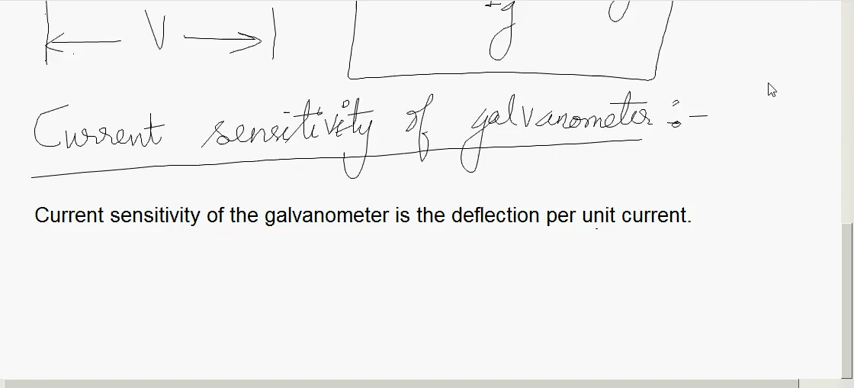 V
g
Current sensitivity of galvanometer :-
Current sensitivity of the galvanometer is the deflection per unit current.